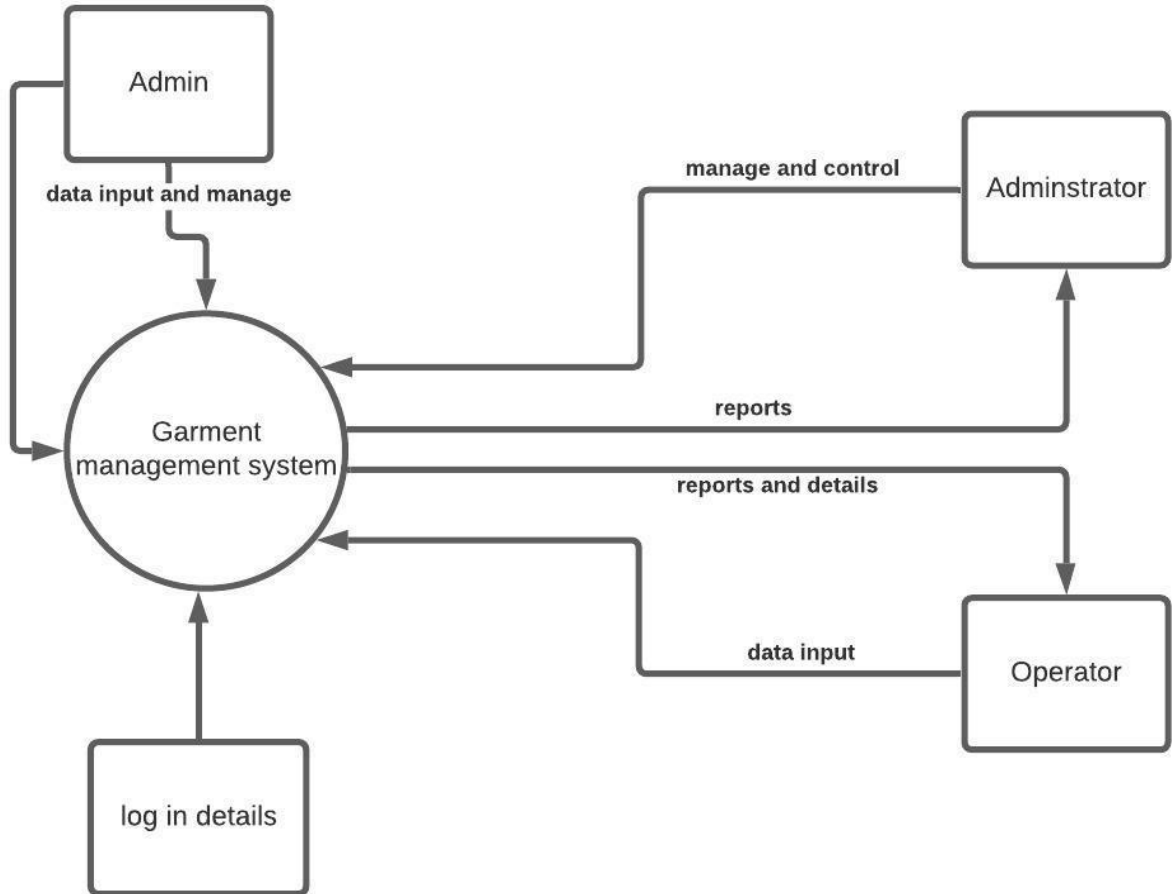 Admin
data input and manage
manage and control
Adminstrator
Garment
management system
reports
reports and details
data input
Operator
log in details